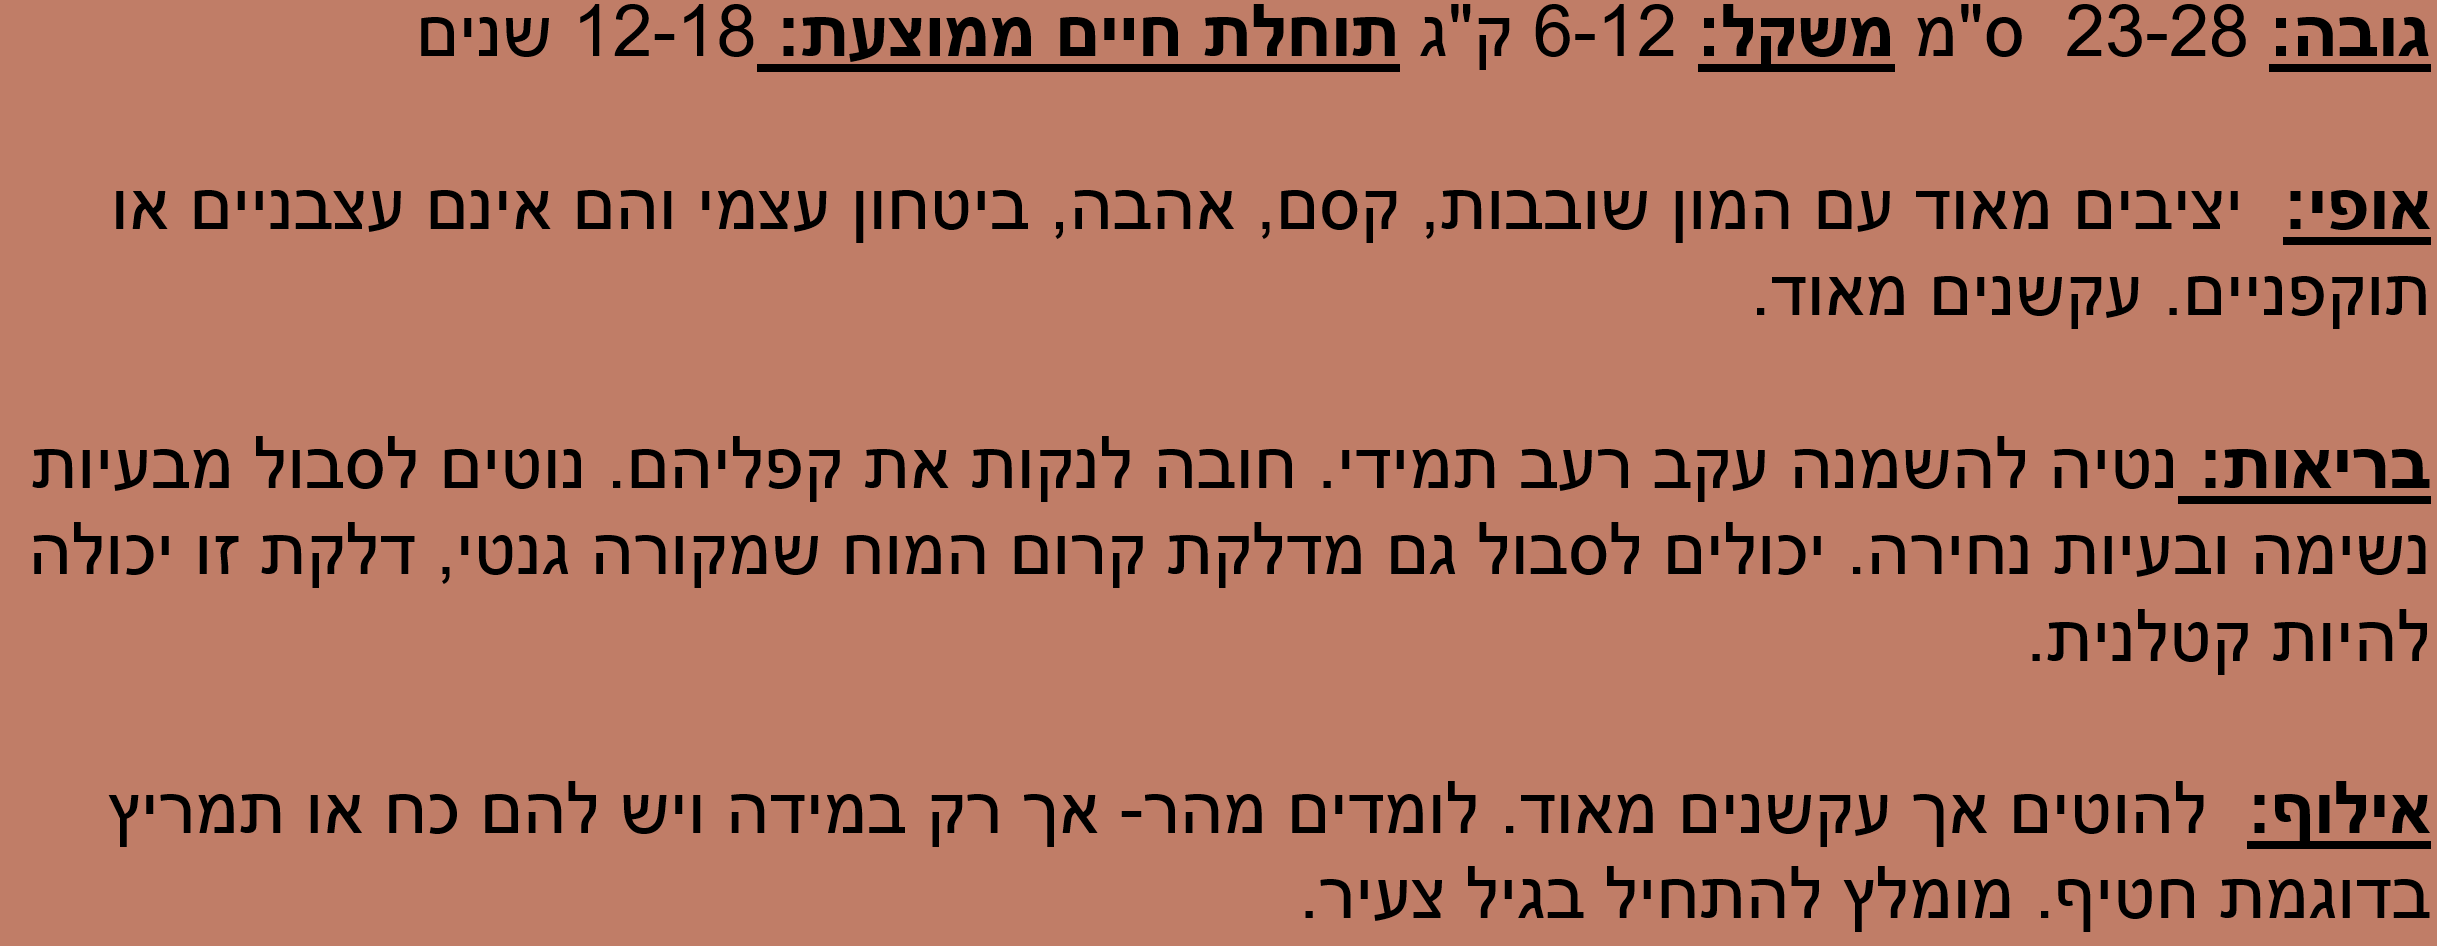 גובה: 23-28 ס"מ משקל: 6-12 ק"ג תוחלת חיים ממוצעת: 12-18 שנים
אופי: יציבים מאוד עם המון שובבות, קסם, אהבה, ביטחון עצמי והם אינם עצבניים או
תוקפניים. עקשנים מאוד.
בריאות: נטיה להשמנה עקב רעב תמידי. חובה לנקות את קפליהם. נוטים לסבול מבעיות
נשימה ובעיות נחירה. יכולים לסבול גם מדלקת קרום המוח שמקורה גנטי, דלקת זו יכולה
להיות קטלנית.
אילוף: להוטים אך עקשנים מאוד. לומדים מהר- אך רק במידה ויש להם כח או תמריץ
בדוגמת חטיף. מומלץ להתחיל בגיל צעיר.